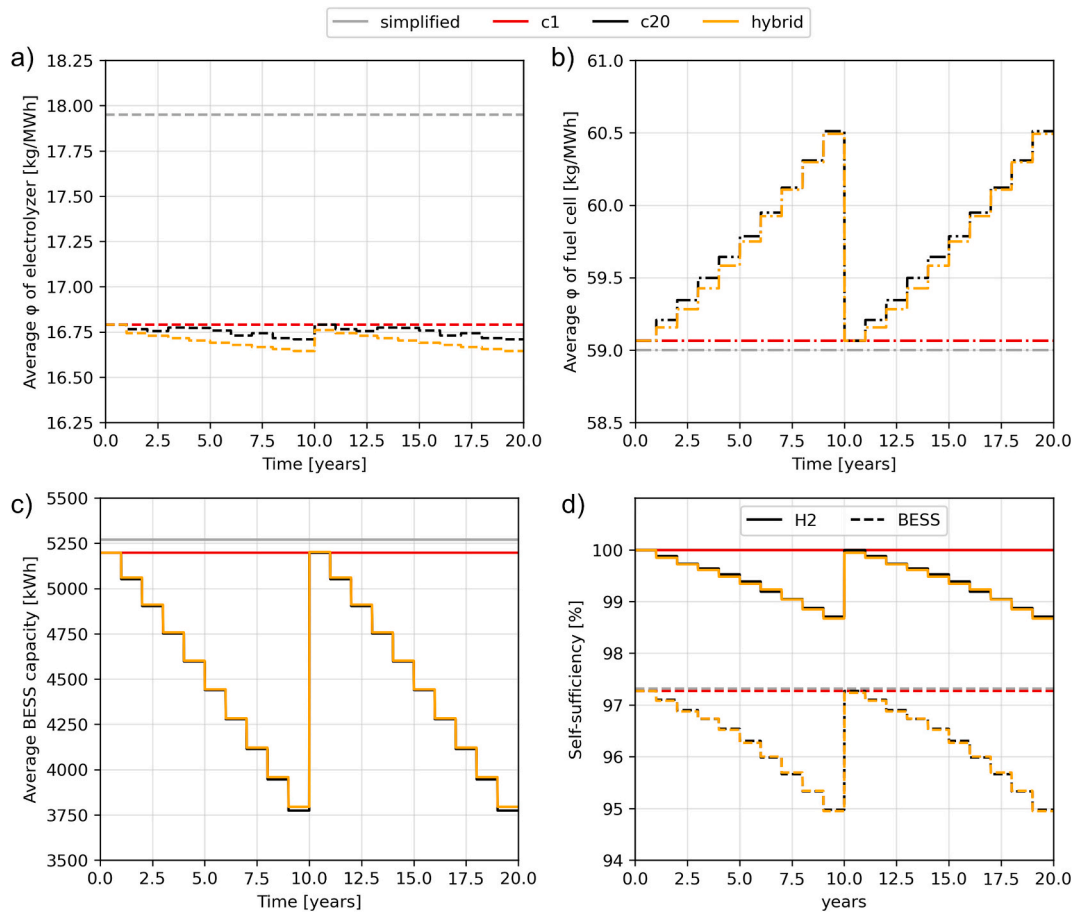 simplified c1 c20 hybrid
a)
Average φ of electrolyzer [kg/MWh]
18.25
18.00
17.75
17.50
17.25
17.00
16.75
16.50
16.25
0.0 2.5 5.0 7.5 10.0 12.5 15.0 17.5 20.0
Time [years]
b)
Average φ of fuel cell [kg/MWh]
61.0
60.5
60.0
59.5
59.0
58.5
0.0 2.5 5.0 7.5 10.0 12.5 15.0 17.5 20.0
Time [years]
c)
Average BESS capacity [kWh]
5500
5250
5000
4750
4500
4250
4000
3750
3500
0.0 2.5 5.0 7.5 10.0 12.5 15.0 17.5 20.0
Time [years]
d)
H2 BESS
Self-sufficiency [%]
100
99
98
97
96
95
94
0.0 2.5 5.0 7.5 10.0 12.5 15.0 17.5 20.0
years